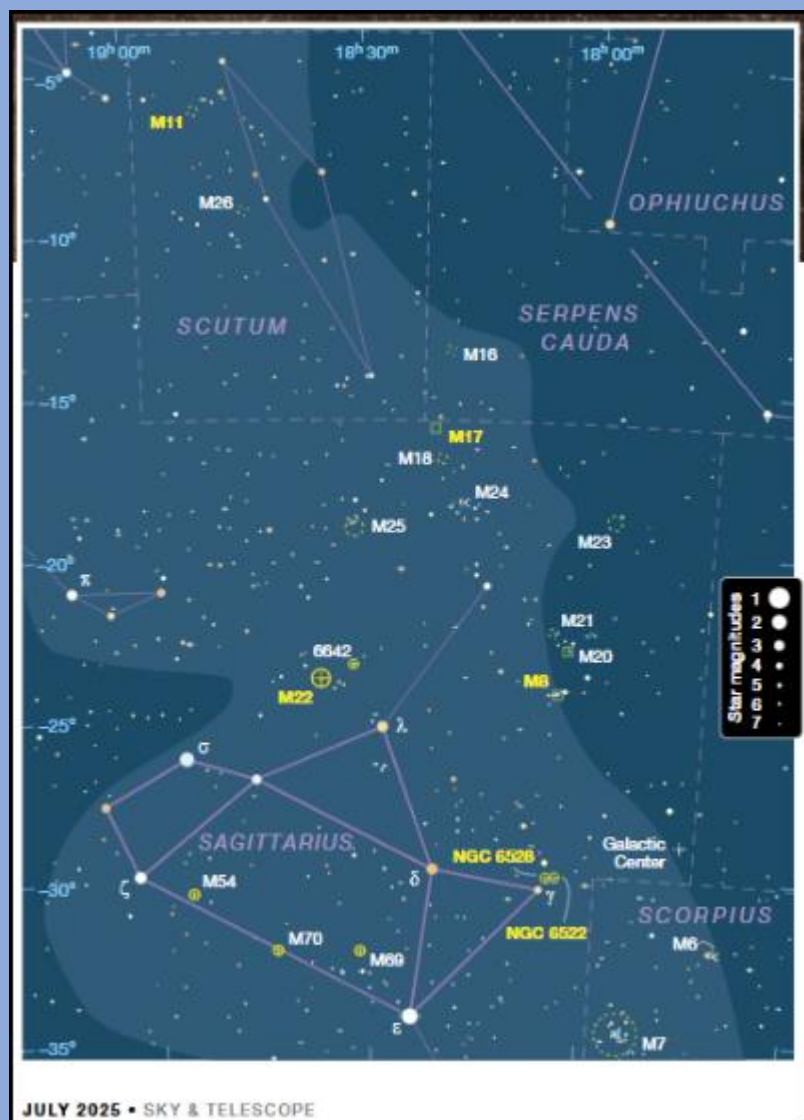 19ʰ 00ᵐ
18ʰ 30ᵐ
18ʰ 00ᵐ
–5°
M11
M26
OPHIUCHUS
–10°
SCUTUM
SERPENS
CAUDA
M16
–15°
M17
M18
M24
M25
M23
–20°
π
M21
M20
6642
M22
M8
Star magnitudes
1
2
3
4
5
6
7
–25°
λ
σ
SAGITTARIUS
NGC 6528
Galactic
Center
δ
γ
ζ
M54
–30°
SCORPIUS
NGC 6522
M70
M69
M6
ε
M7
–35°
JULY 2025 • SKY & TELESCOPE